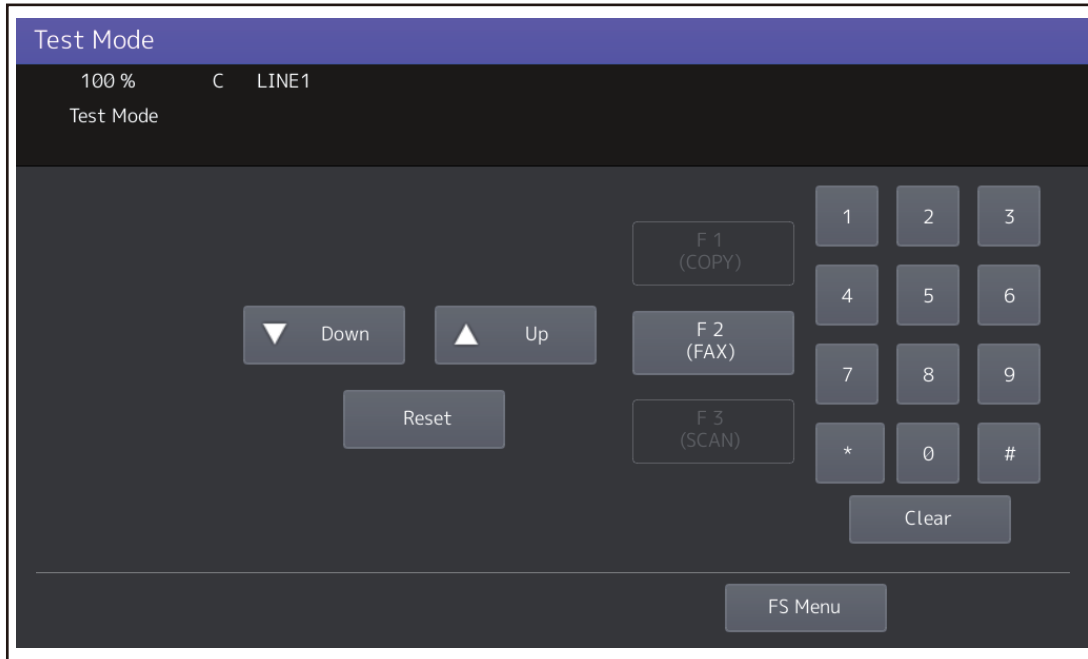 Test Mode
100 % C LINE1
Test Mode
F 1
(COPY)
1 2 3
4 5 6
Down Up
F 2
(FAX)
7 8 9
Reset
F 3
(SCAN)
* 0 #
Clear
FS Menu